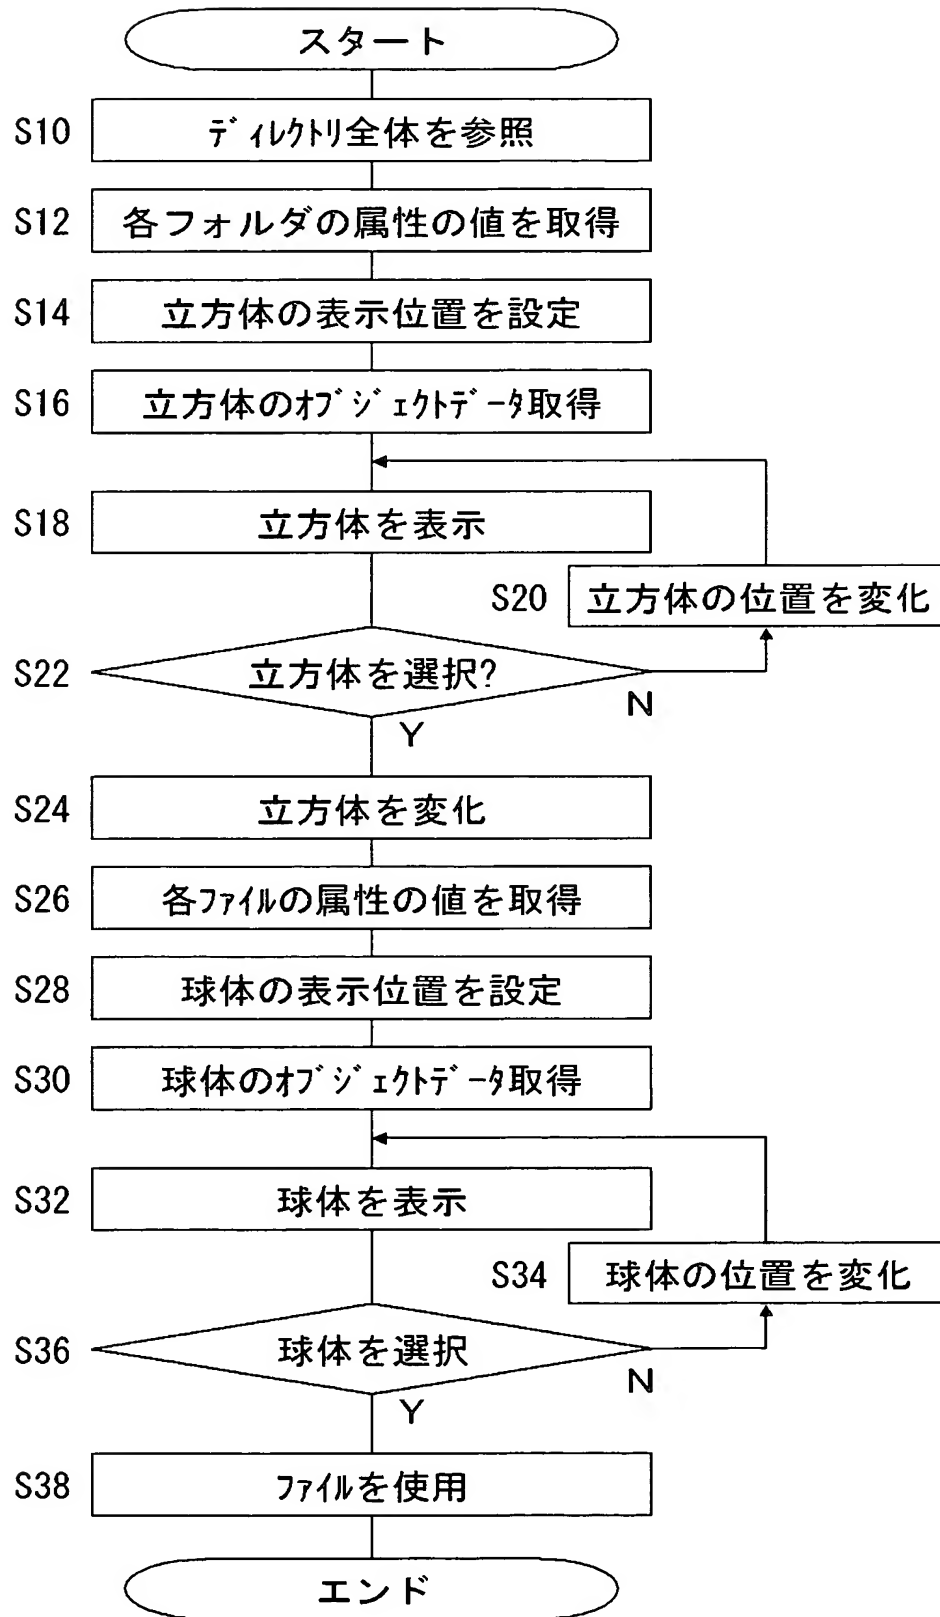 スタート
S10 ディレクトリ全体を参照
S12 各フォルダの属性の値を取得
S14 立方体の表示位置を設定
S16 立方体のオブジェクトデータ取得
S18 立方体を表示
S20 立方体の位置を変化
S22 立方体を選択?
N
Y
S24 立方体を変化
S26 各ファイルの属性の値を取得
S28 球体の表示位置を設定
S30 球体のオブジェクトデータ取得
S32 球体を表示
S34 球体の位置を変化
S36 球体を選択
N
Y
S38 ファイルを使用
エンド